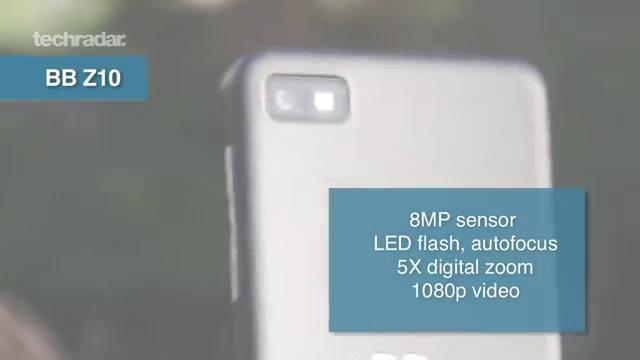 techradar.
BB Z10
8MP sensor
LED flash, autofocus
5X digital zoom
1080p video